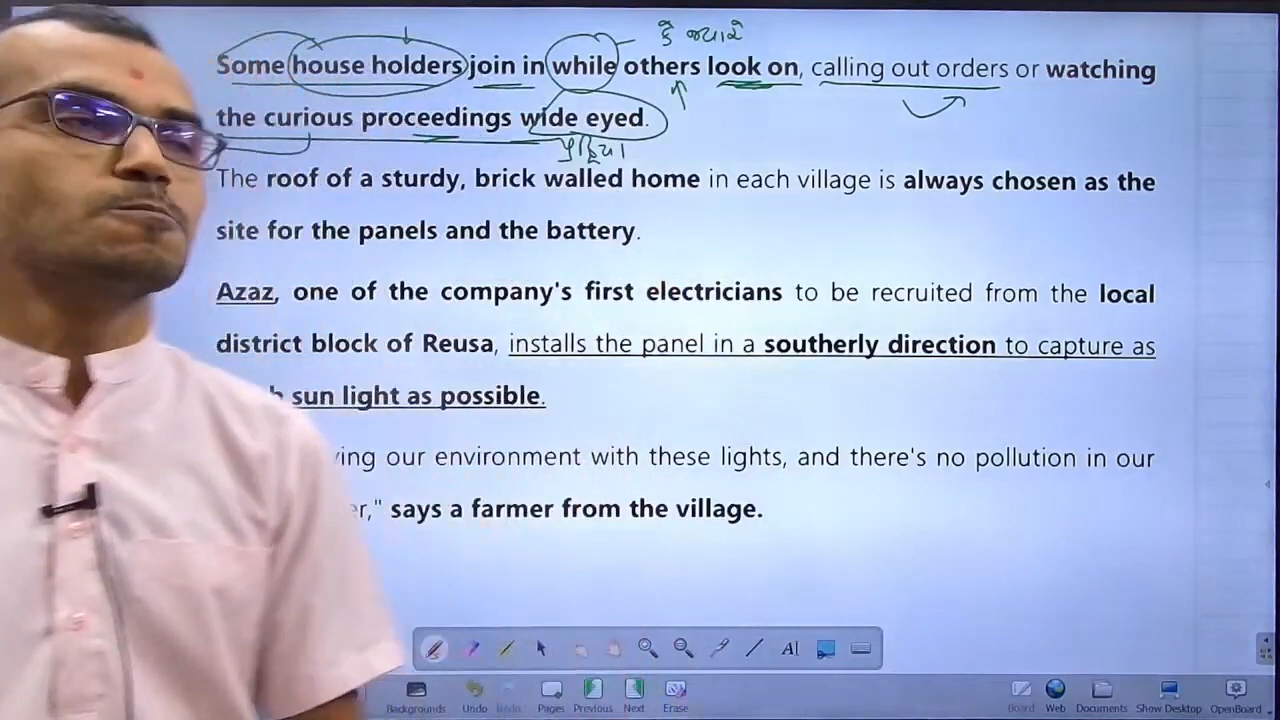 કે જ્યારે
Some house holders join in while others look on, calling out orders or watching
the curious proceedings wide eyed.
The roof of a sturdy, brick walled home in each village is always chosen as the
site for the panels and the battery.
Azaz, one of the company's first electricians to be recruited from the local
district block of Reusa, installs the panel in a southerly direction to capture as
sun light as possible.
our environment with these lights, and there's no pollution in our
says a farmer from the village.
Backgrounds Undo Redo Pages Previous Next Erase Board Web Documents Show Desktop OpenBoard